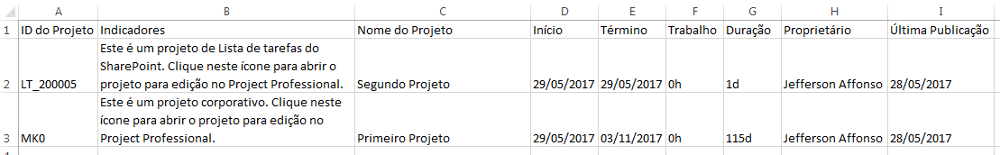 A B C D E F G H I
1 ID do Projeto Indicadores Nome do Projeto Início Término Trabalho Duração Proprietário Última Publicação
Este é um projeto de Lista de tarefas do
SharePoint. Clique neste ícone para abrir o
2 LT_200005 projeto para edição no Project Professional. Segundo Projeto 29/05/2017 29/05/2017 0h 1d Jefferson Affonso 28/05/2017
Este é um projeto corporativo. Clique neste
ícone para abrir o projeto para edição no
3 MK0 Project Professional. Primeiro Projeto 29/05/2017 03/11/2017 0h 115d Jefferson Affonso 28/05/2017